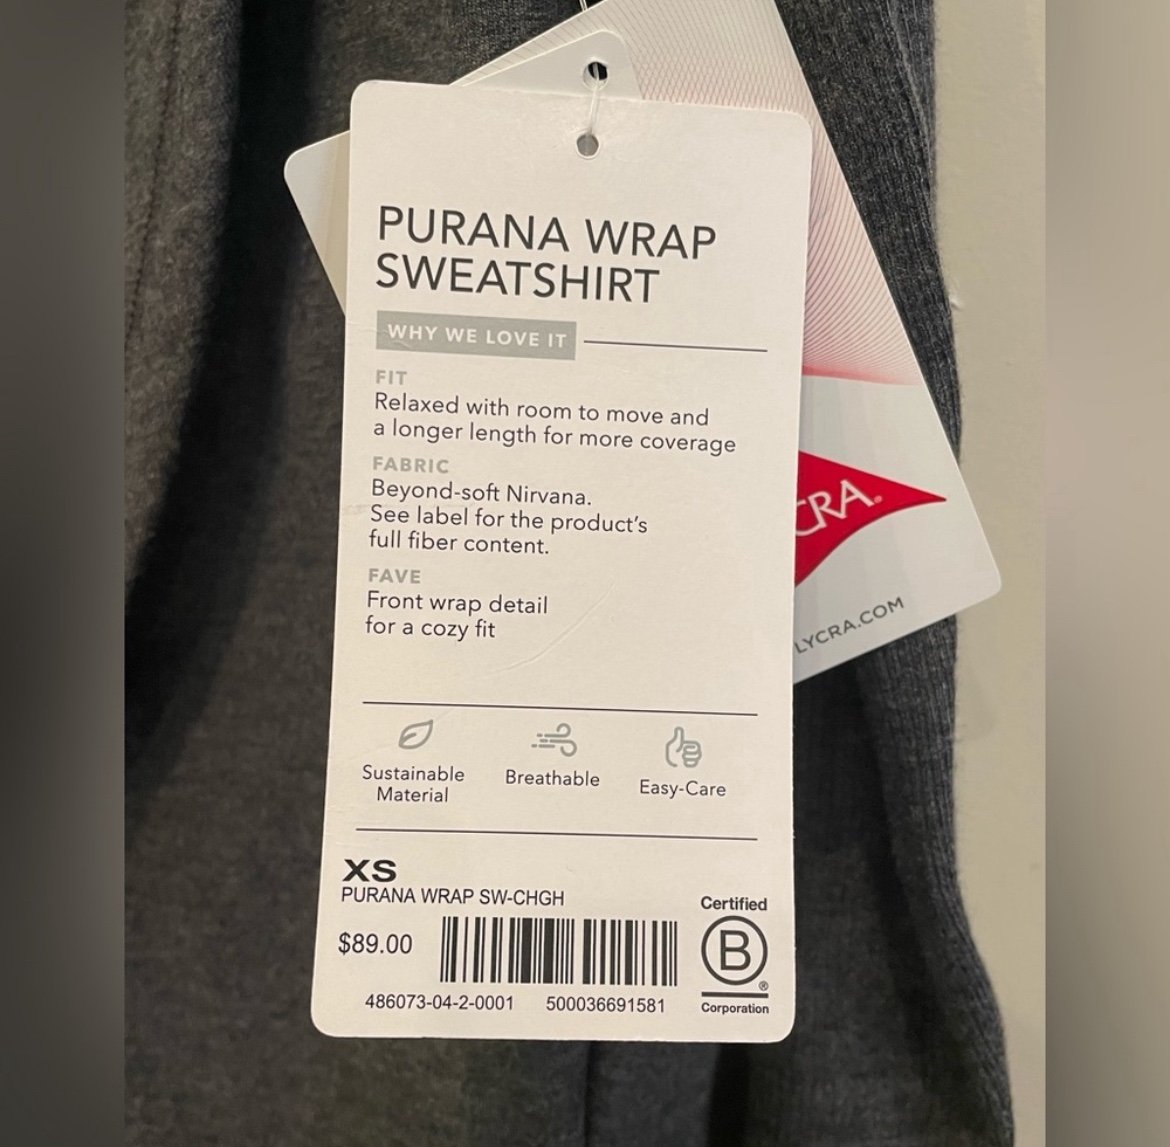 PURANA WRAP
SWEATSHIRT
WHY WE LOVE IT
FIT
Relaxed with room to move and
a longer length for more coverage
FABRIC
Beyond-soft Nirvana.
See label for the product's
full fiber content.
FAVE
Front wrap detail
for a cozy fit
Sustainable
Material
Breathable
Easy-Care
XS
PURANA WRAP SW-CHGH
$89.00
486073-04-2-0001 500036691581
Certified
B
®
Corporation
CRA®
LYCRA.COM